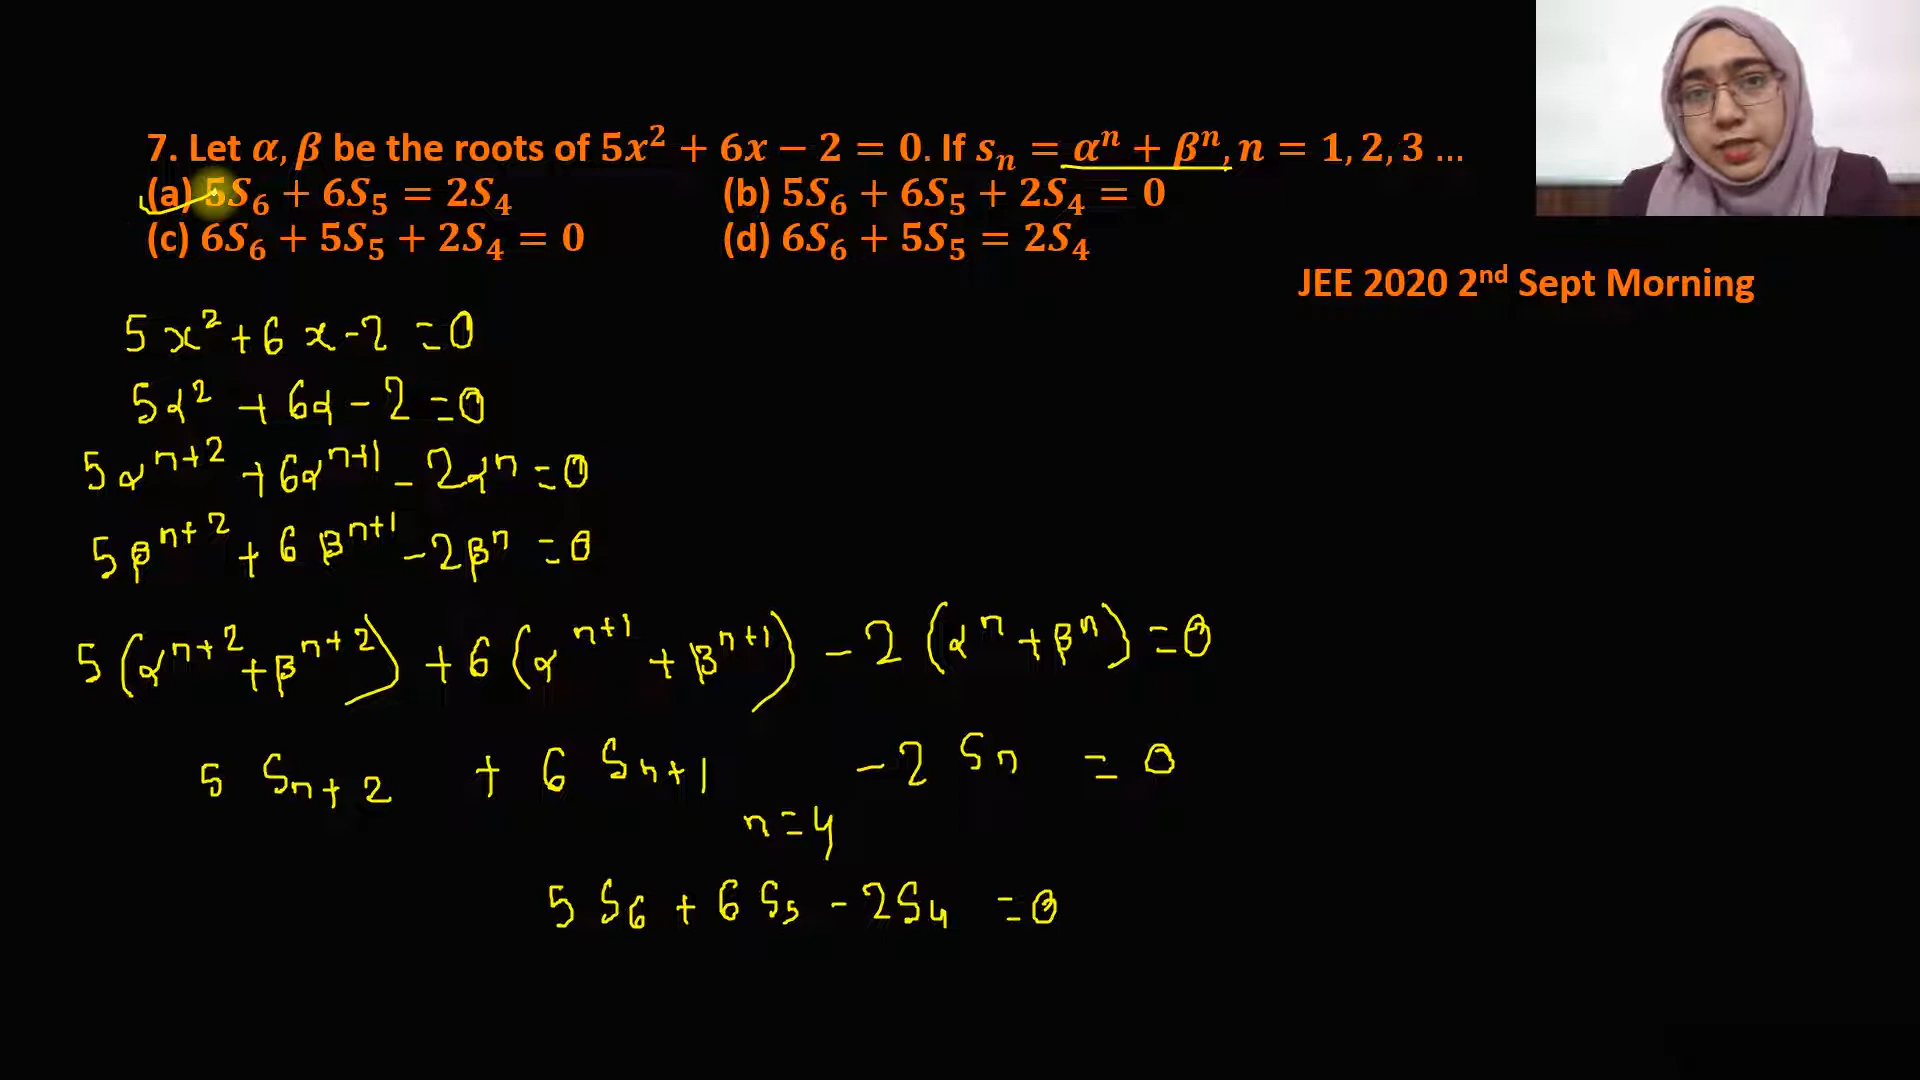 7. Let α, β be the roots of 5x² + 6x − 2 = 0. If sₙ = αⁿ + βⁿ, n = 1, 2, 3 ...
(a) 5S₆ + 6S₅ = 2S₄ (b) 5S₆ + 6S₅ + 2S₄ = 0
(c) 6S₆ + 5S₅ + 2S₄ = 0 (d) 6S₆ + 5S₅ = 2S₄
JEE 2020 2ⁿᵈ Sept Morning
5x² + 6x - 2 = 0
5α² + 6α - 2 = 0
5αⁿ⁺² + 6αⁿ⁺¹ - 2αⁿ = 0
5βⁿ⁺² + 6βⁿ⁺¹ - 2βⁿ = 0
5(αⁿ⁺² + βⁿ⁺²) + 6(αⁿ⁺¹ + βⁿ⁺¹) - 2(αⁿ + βⁿ) = 0
5 Sₙ₊₂ + 6 Sₙ₊₁ - 2 Sₙ = 0
n = 4
5 S₆ + 6 S₅ - 2S₄ = 0